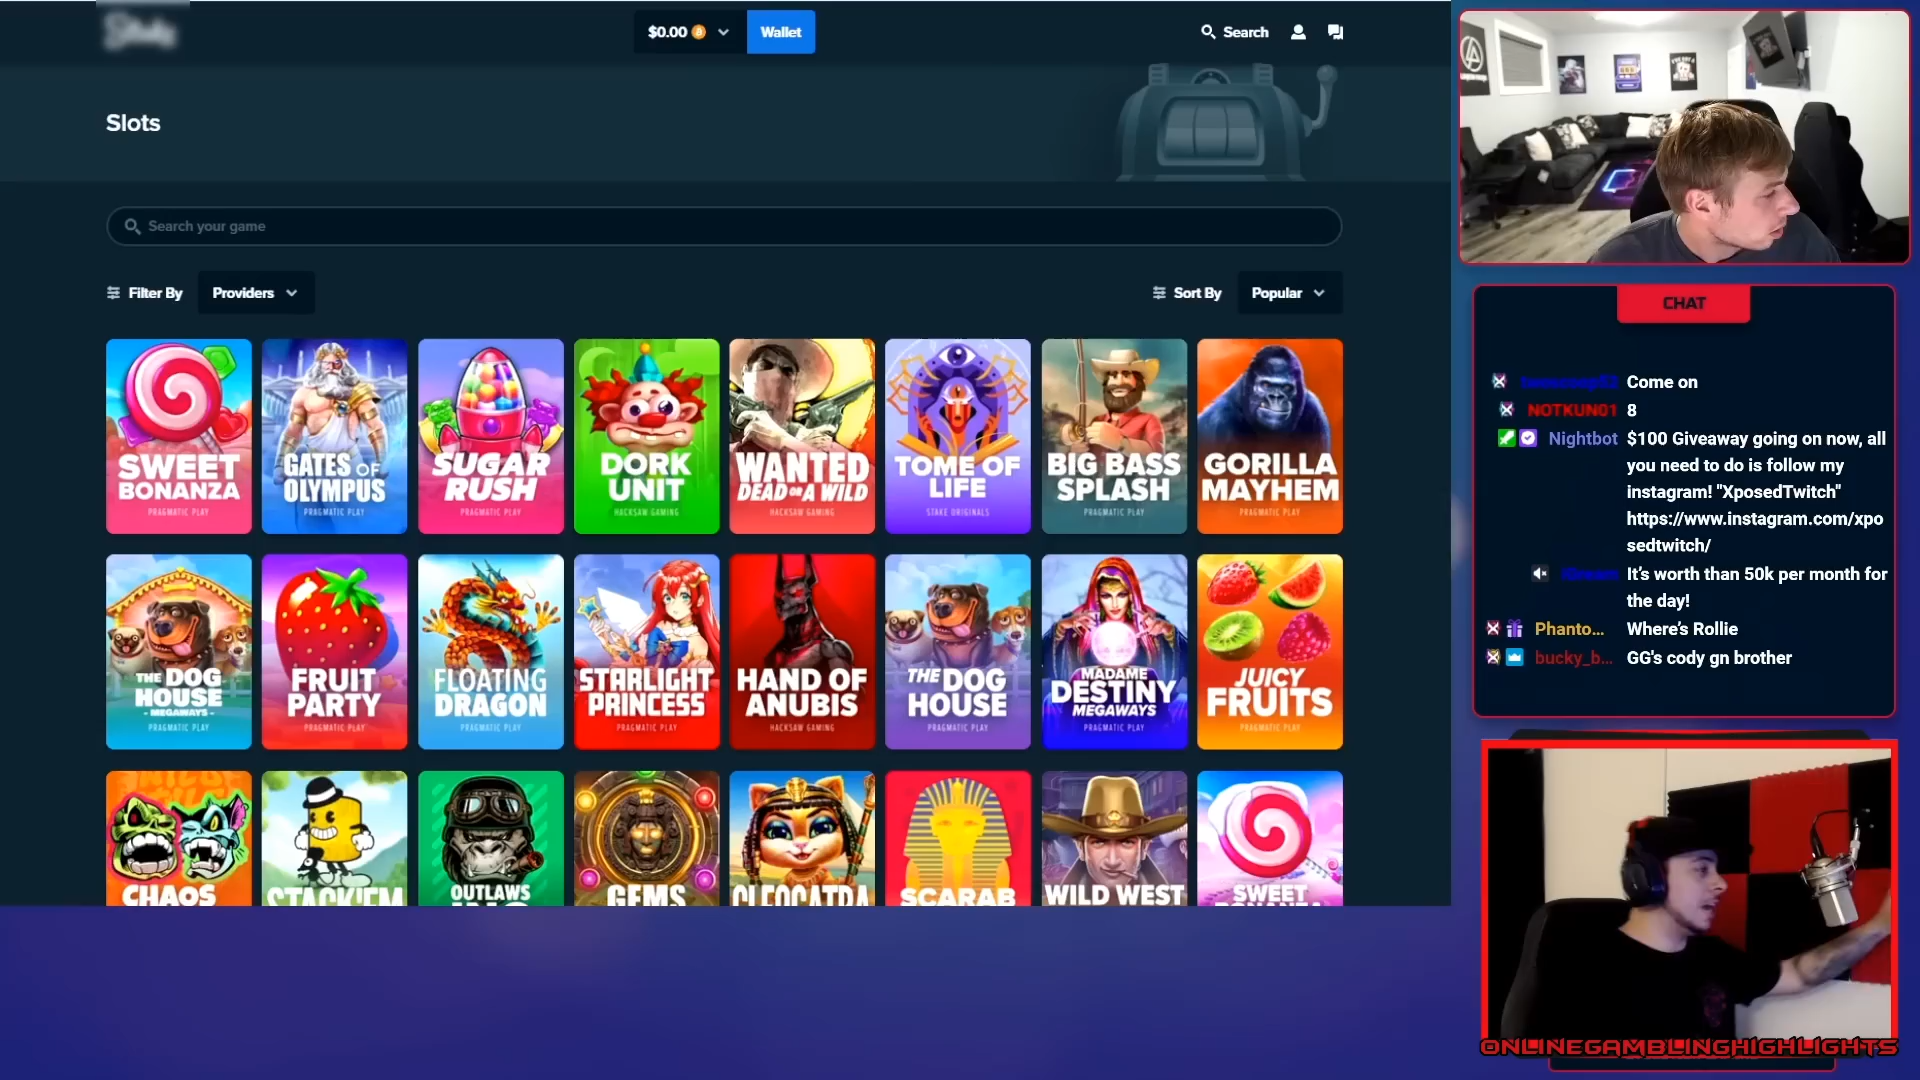 $0.00
Wallet
Search
Slots
Search your game
Filter By
Providers
Sort By
Popular
SWEET
BONANZA
PRAGMATIC PLAY
GATES OF
OLYMPUS
PRAGMATIC PLAY
SUGAR
RUSH
PRAGMATIC PLAY
DORK
UNIT
HACKSAW GAMING
WANTED
DEAD OR A WILD
HACKSAW GAMING
TOME OF
LIFE
STAKE ORIGINALS
BIG BASS
SPLASH
PRAGMATIC PLAY
GORILLA
MAYHEM
PRAGMATIC PLAY
THE DOG
HOUSE
- MEGAWAYS -
PRAGMATIC PLAY
FRUIT
PARTY
PRAGMATIC PLAY
FLOATING
DRAGON
PRAGMATIC PLAY
STARLIGHT
PRINCESS
PRAGMATIC PLAY
HAND OF
ANUBIS
HACKSAW GAMING
THE DOG
HOUSE
PRAGMATIC PLAY
MADAME
DESTINY
MEGAWAYS
PRAGMATIC PLAY
JUICY
FRUITS
PRAGMATIC PLAY
CHAOS
STACK'EM
OUTLAWS
GEMS
CLEOCATRA
SCARAB
WILD WEST
SWEET
BONANZA
CHAT
Come on
NOTKUN01 8
Nightbot $100 Giveaway going on now, all
you need to do is follow my
instagram! "XposedTwitch"
https://www.instagram.com/xpo
sedtwitch/
It's worth than 50k per month for
the day!
Phanto... Where's Rollie
bucky_b... GG's cody gn brother
ONLINEGAMBLINGHIGHLIGHTS